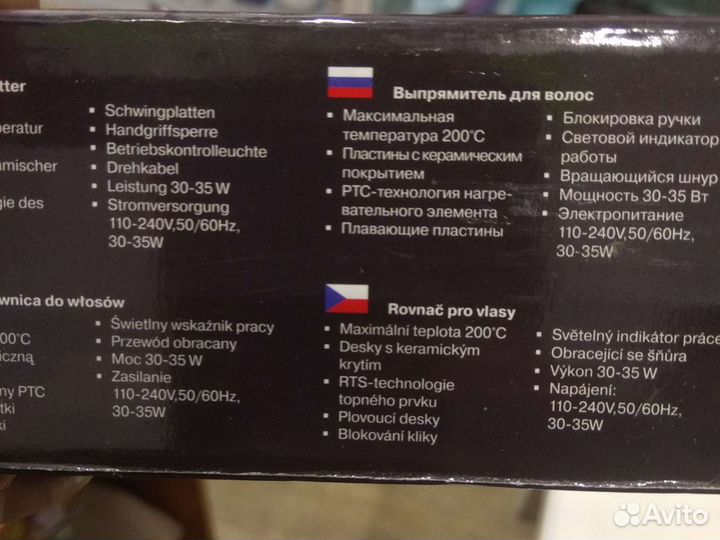 tter
eratur
amischer
gie des
▪ Schwingplatten
▪ Handgriffsperre
▪ Betriebskontrolleuchte
▪ Drehkabel
▪ Leistung 30-35 W
▪ Stromversorgung
110-240V,50/60Hz,
30-35W
Выпрямитель для волос
▪ Максимальная
температура 200°C
▪ Пластины с керамическим
покрытием
▪ PTC-технология нагре-
вательного элемента
▪ Плавающие пластины
▪ Блокировка ручки
▪ Световой индикатор
работы
▪ Вращающийся шнур
▪ Мощность 30-35 Вт
▪ Электропитание
110-240V,50/60Hz,
30-35W
wnica do włosów
00°C
iczną
ny PTC
tki
ki
▪ Świetlny wskaźnik pracy
▪ Przewód obracany
▪ Moc 30-35 W
▪ Zasilanie
110-240V,50/60Hz,
30-35W
Rovnač pro vlasy
▪ Maximální teplota 200°C
▪ Desky s keramickým
krytím
▪ RTS-technologie
topného prvku
▪ Plovoucí desky
▪ Blokování kliky
▪ Světelný indikátor práce
▪ Obracející se šňůra
▪ Výkon 30-35 W
▪ Napájení:
110-240V,50/60Hz,
30-35W
Avito